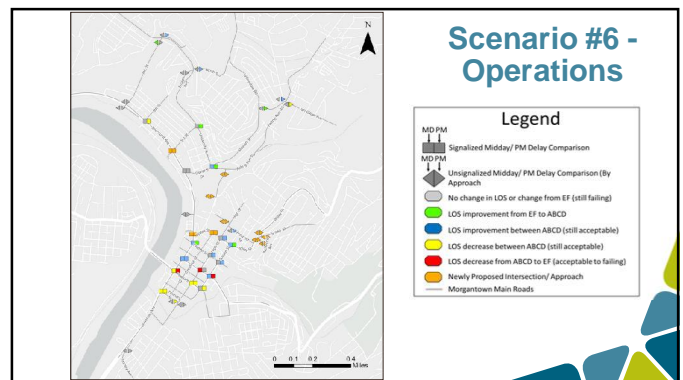 Scenario #6 -
Operations
N
Legend
MD PM
Signalized Midday/ PM Delay Comparison
MD PM
Unsignalized Midday/ PM Delay Comparison (By
Approach
No change in LOS or change from EF (still failing)
LOS improvement from EF to ABCD
LOS improvement between ABCD (still acceptable)
LOS decrease between ABCD (still acceptable)
LOS decrease from ABCD to EF (acceptable to failing)
Newly Proposed Intersection/ Approach
Morgantown Main Roads
0 0.1 0.2 0.4
Miles